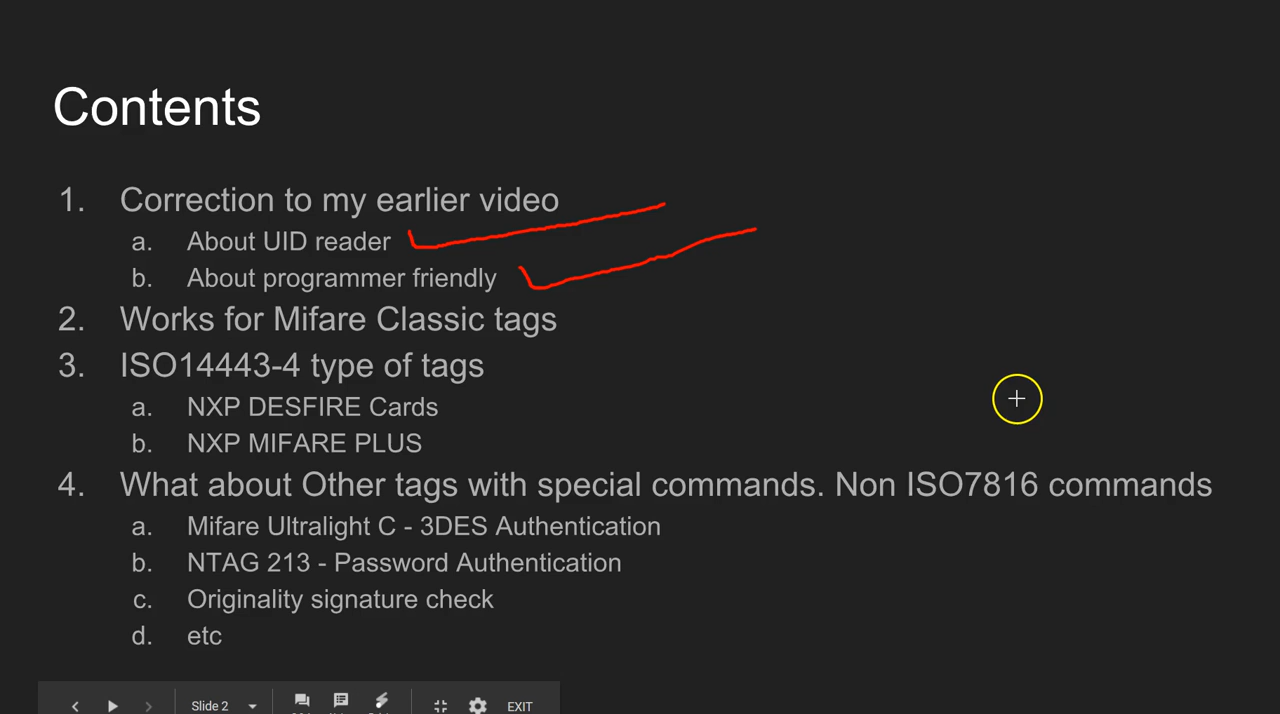 Contents
1. Correction to my earlier video
a. About UID reader
b. About programmer friendly
2. Works for Mifare Classic tags
3. ISO14443-4 type of tags
a. NXP DESFIRE Cards
b. NXP MIFARE PLUS
4. What about Other tags with special commands. Non ISO7816 commands
a. Mifare Ultralight C - 3DES Authentication
b. NTAG 213 - Password Authentication
c. Originality signature check
d. etc
Slide 2 EXIT